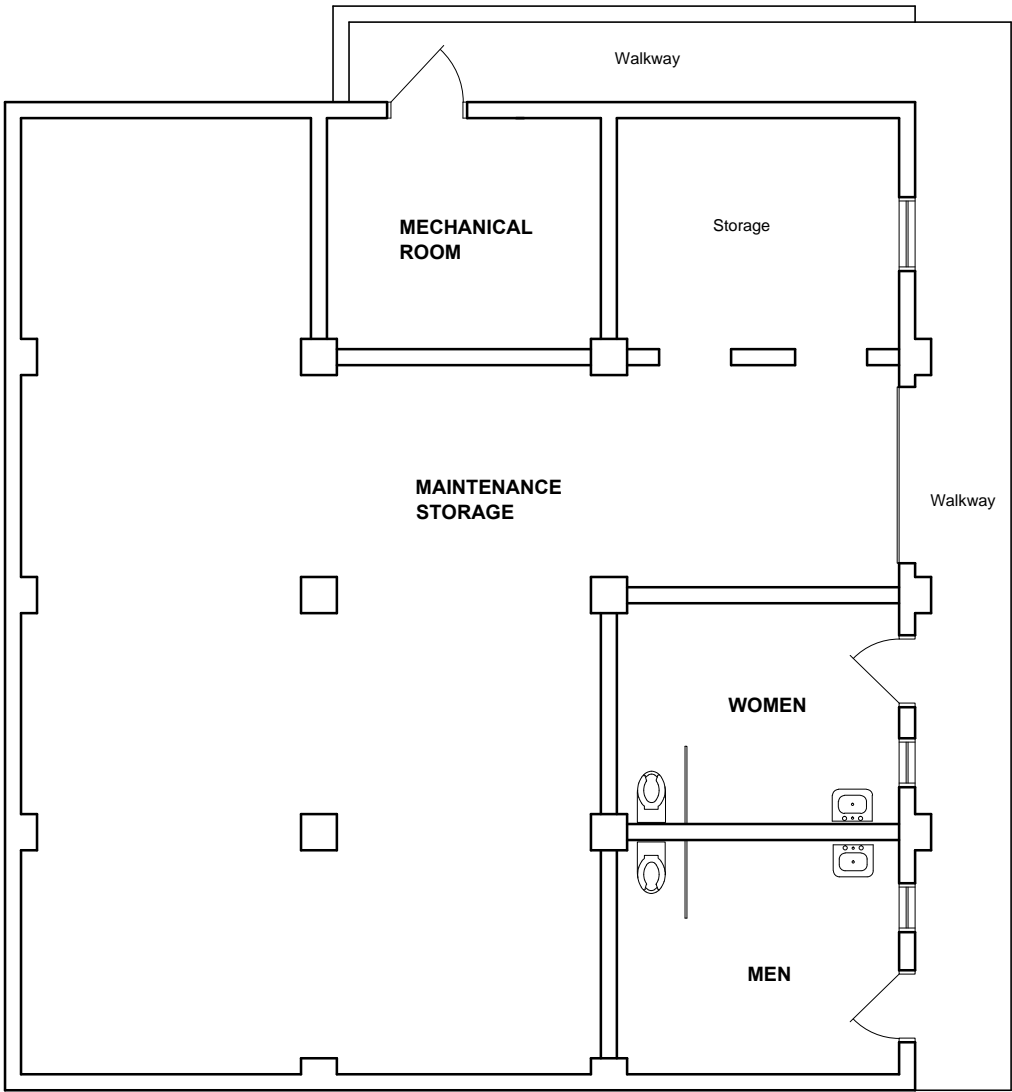 Walkway
MECHANICAL
ROOM
Storage
MAINTENANCE
STORAGE
Walkway
WOMEN
MEN